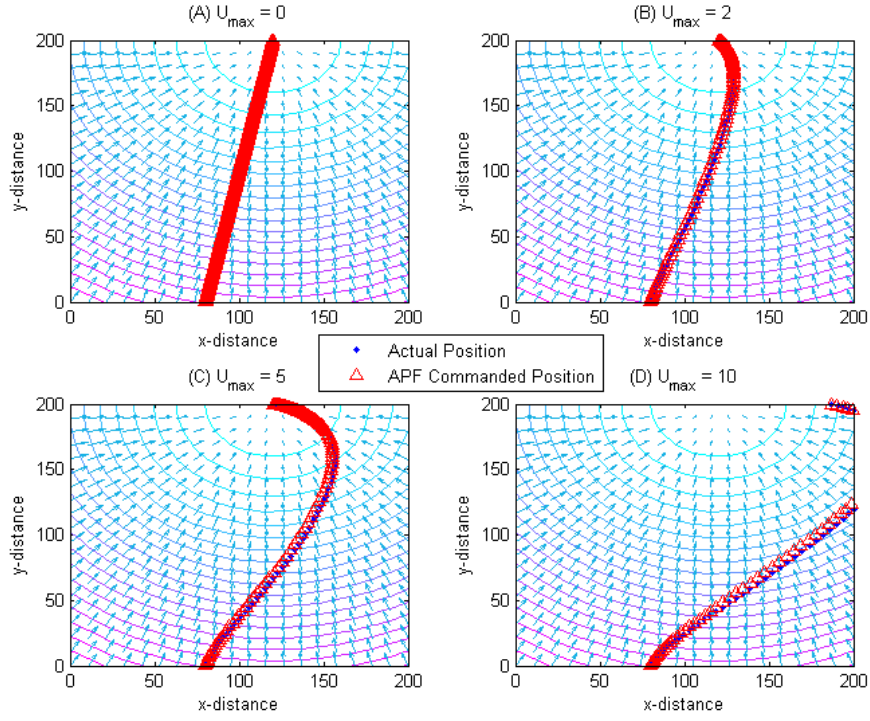 (A) U_max = 0
y-distance
200
150
100
50
0
0 50 100 150 200
x-distance
(B) U_max = 2
y-distance
200
150
100
50
0
0 50 100 150 200
x-distance
Actual Position
APF Commanded Position
(C) U_max = 5
y-distance
200
150
100
50
0
0 50 100 150 200
x-distance
(D) U_max = 10
y-distance
200
150
100
50
0
0 50 100 150 200
x-distance